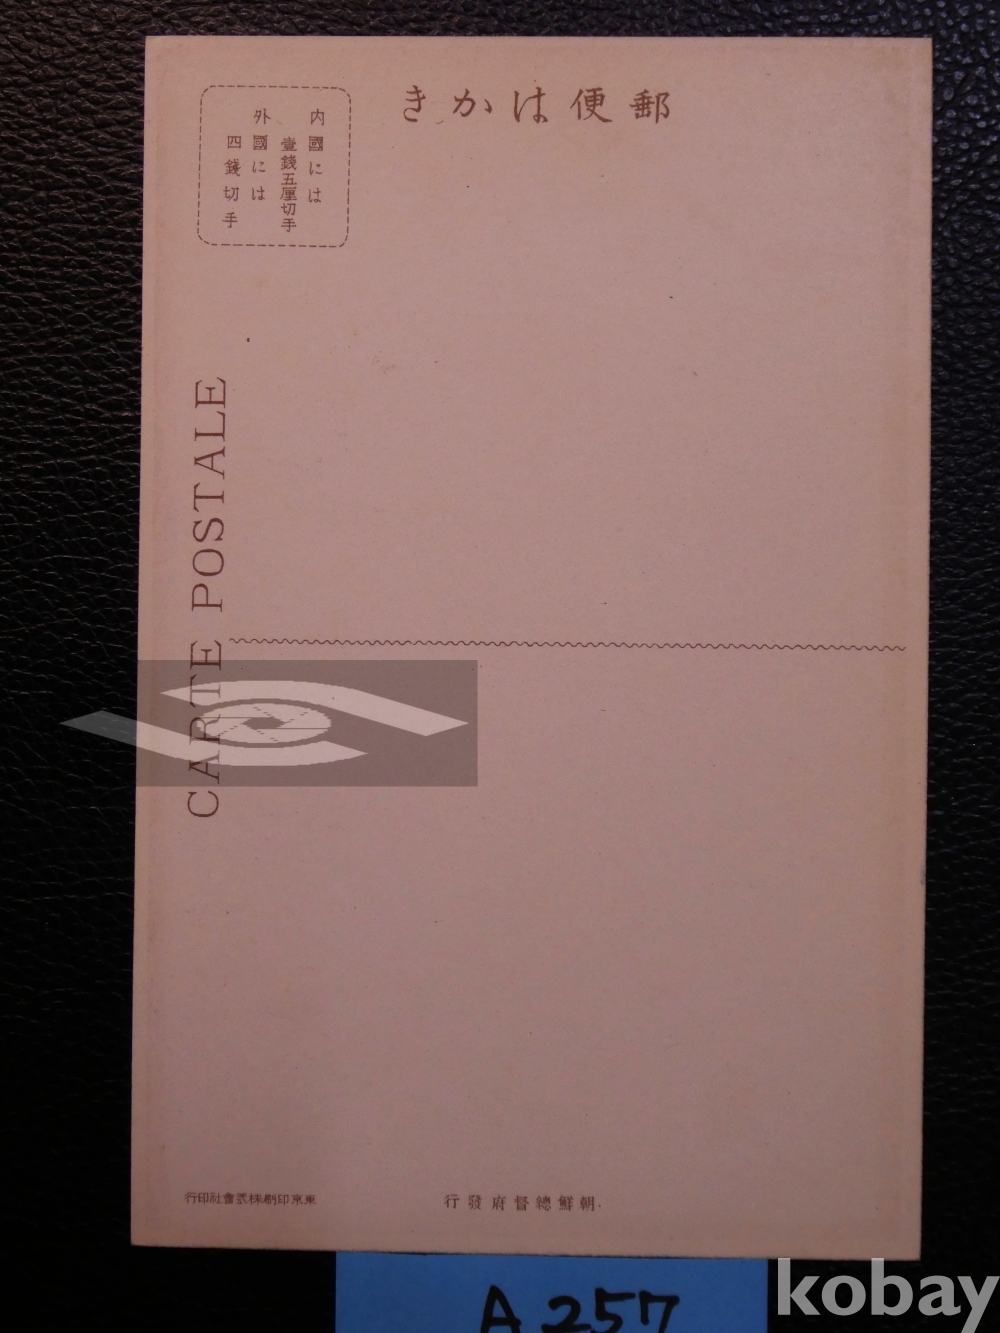 郵便はかき
内國には
壹錢五厘切手
外國には
四錢切手
CARTE POSTALE
朝鮮總督府發行
東京印刷株式會社印行
A257
kobay